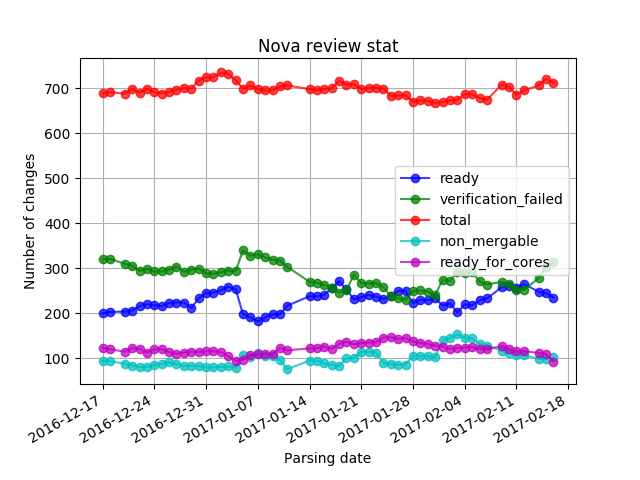 Nova review stat
Number of changes
700
600
500
400
300
200
100
ready
verification_failed
total
non_mergable
ready_for_cores
2016-12-17
2016-12-24
2016-12-31
2017-01-07
2017-01-14
2017-01-21
2017-01-28
2017-02-04
2017-02-11
2017-02-18
Parsing date